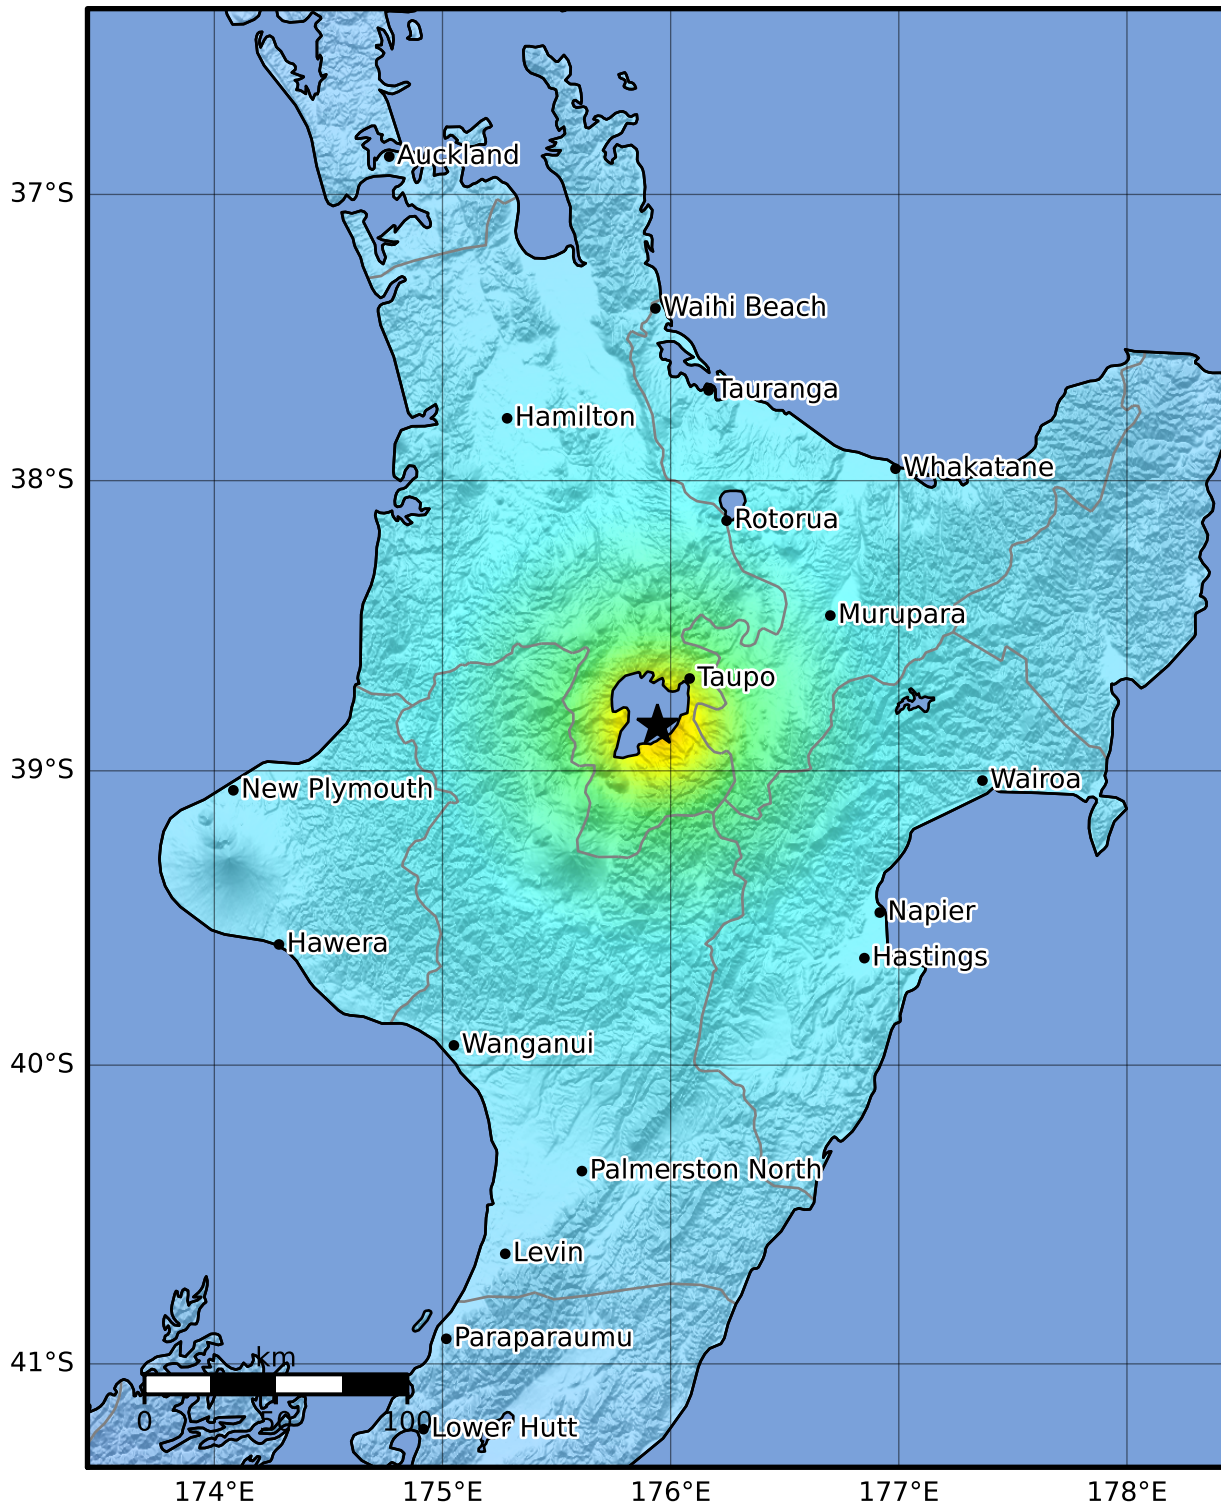 Auckland
37°S
Waihi Beach
Tauranga
Hamilton
Whakatane
38°S
Rotorua
Murupara
Taupo
39°S
Wairoa
New Plymouth
Napier
Hawera
Hastings
Wanganui
40°S
Palmerston North
Levin
Paraparaumu
km
41°S
0 50 100
Lower Hutt
174°E 175°E 176°E 177°E 178°E